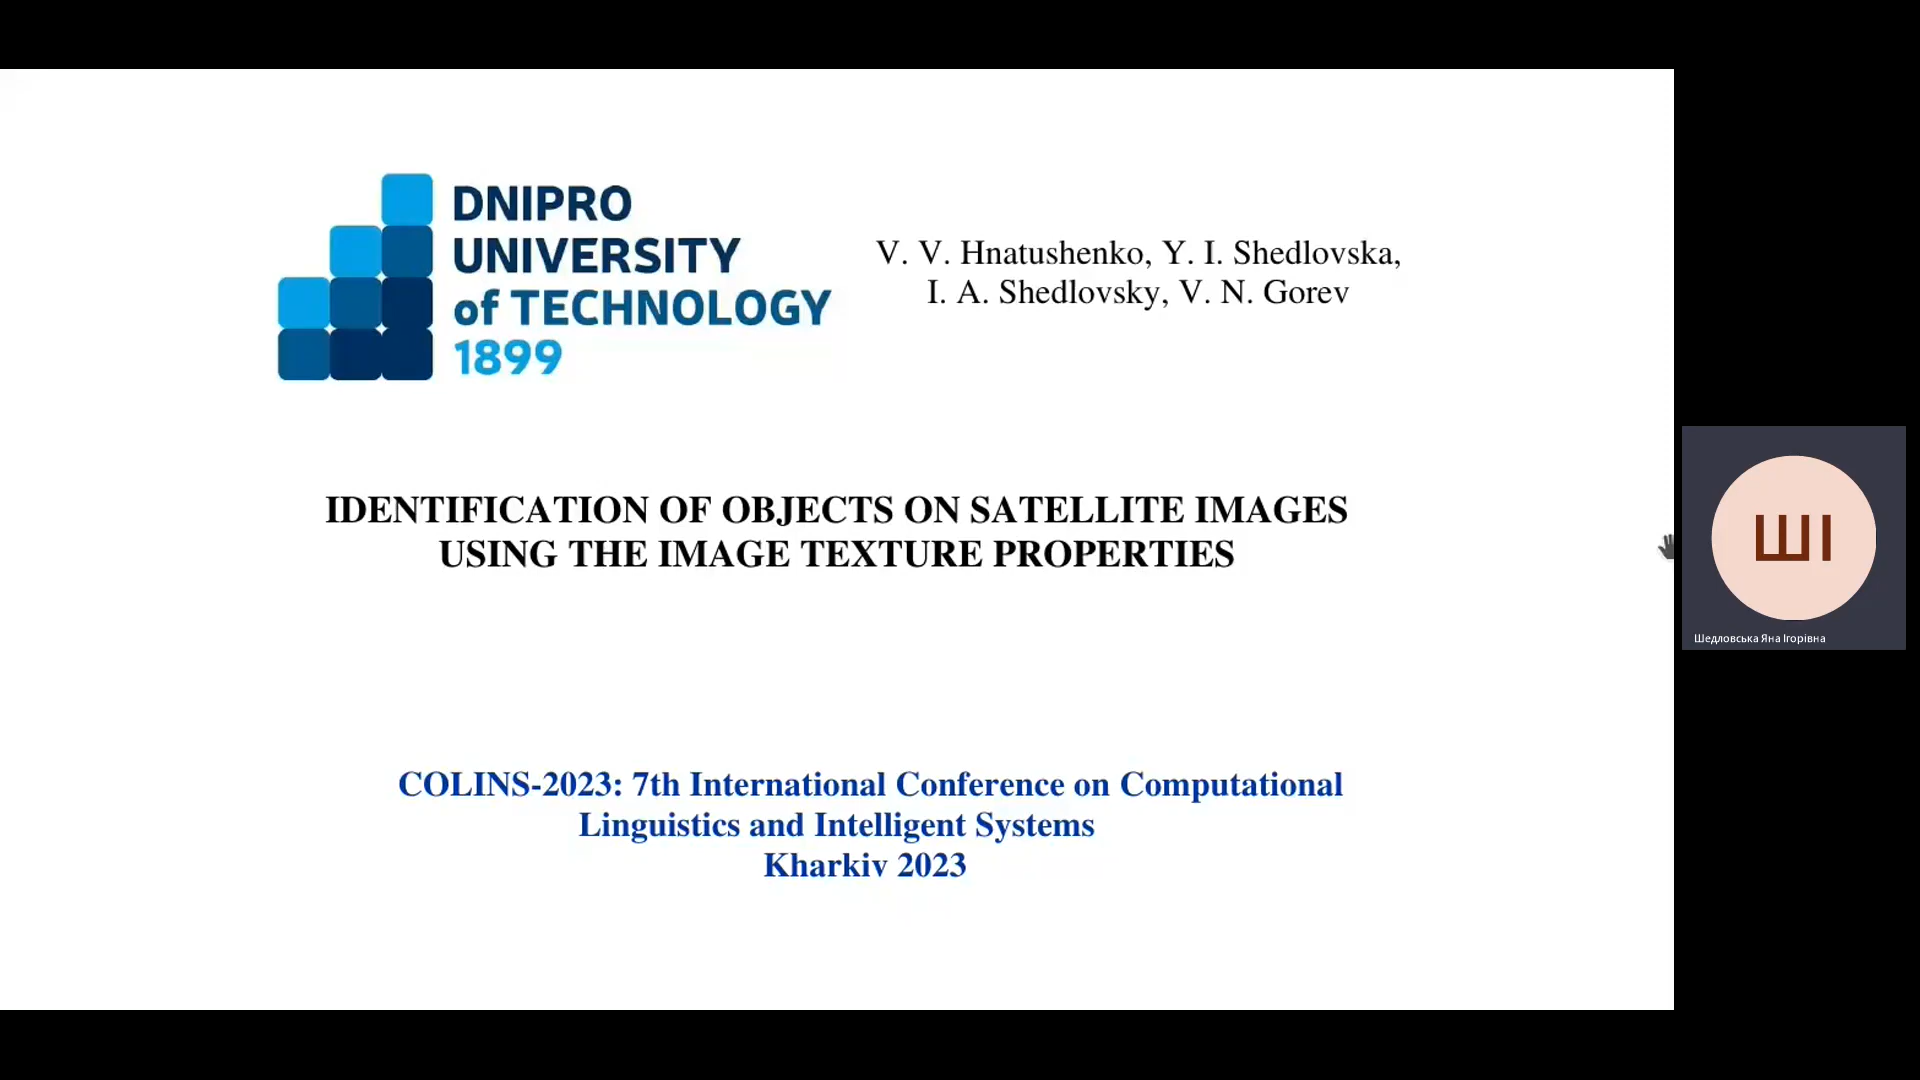 DNIPRO
UNIVERSITY
of TECHNOLOGY
1899
V. V. Hnatushenko, Y. I. Shedlovska,
I. A. Shedlovsky, V. N. Gorev
IDENTIFICATION OF OBJECTS ON SATELLITE IMAGES
USING THE IMAGE TEXTURE PROPERTIES
COLINS-2023: 7th International Conference on Computational
Linguistics and Intelligent Systems
Kharkiv 2023
ШІ
Шедловська Яна Ігорівна